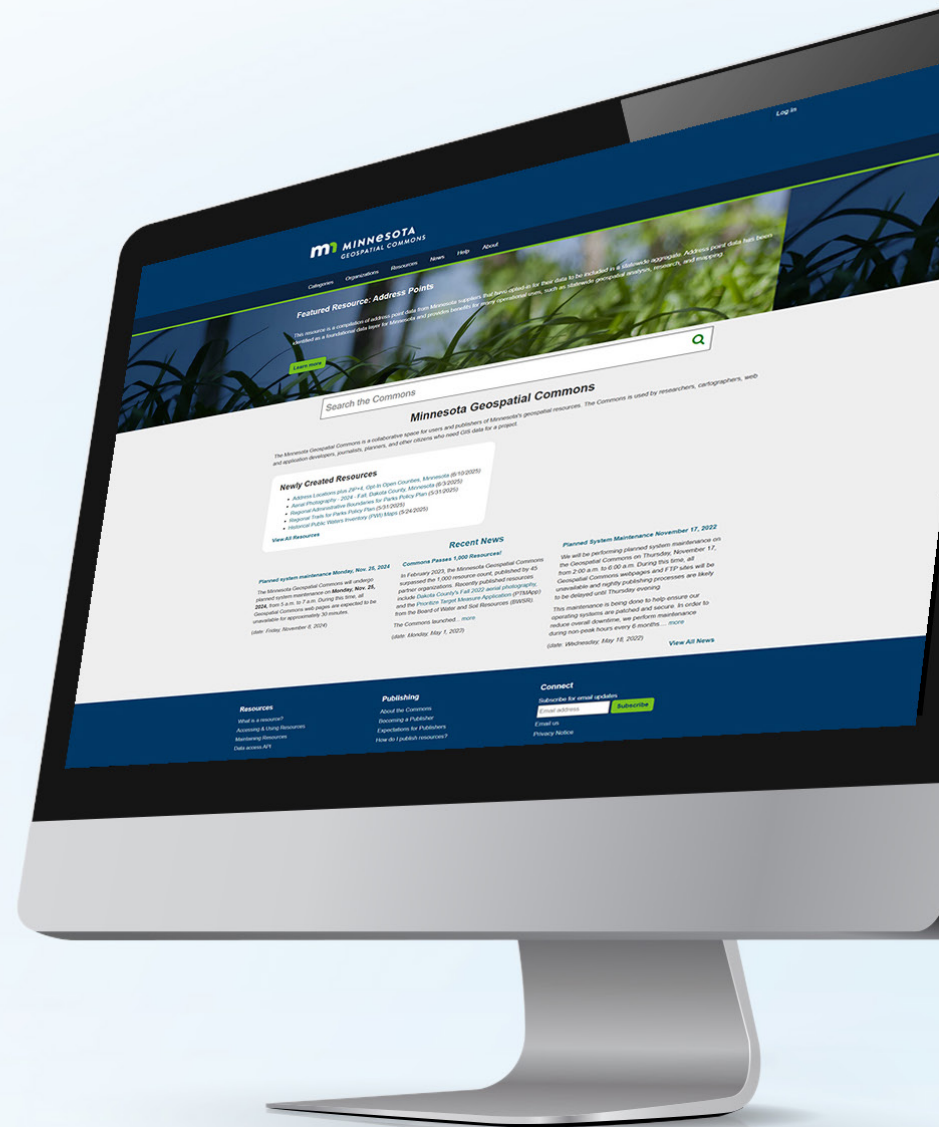 Log in
MINNESOTA
GEOSPATIAL COMMONS
Categories Organizations Resources News Help About
Featured Resource: Address Points
This resource is a compilation of address point data from Minnesota suppliers that have opted-in for their data to be included in a statewide aggregate. Address point data has been
identified as a foundational data layer for Minnesota and provides benefits for many operational uses, such as statewide geospatial analysis, research, and mapping.
Learn more
Search the Commons
Minnesota Geospatial Commons
The Minnesota Geospatial Commons is a collaborative space for users and publishers of Minnesota's geospatial resources. The Commons is used by researchers, cartographers, web
and application developers, journalists, planners, and other citizens who need GIS data for a project.
Newly Created Resources
Address Locations plus ZIP+4, Opt-In Open Counties, Minnesota (6/10/2025)
Aerial Photography - 2024 - Fall, Dakota County, Minnesota (6/3/2025)
Regional Administrative Boundaries for Parks Policy Plan (5/31/2025)
Regional Trails for Parks Policy Plan (5/31/2025)
Historical Public Waters Inventory (PWI) Maps (5/24/2025)
View All Resources
Recent News
Planned system maintenance Monday, Nov. 25, 2024
The Minnesota Geospatial Commons will undergo
planned system maintenance on Monday, Nov. 25,
2024, from 5 a.m. to 7 a.m. During this time, all
Geospatial Commons web pages are expected to be
unavailable for approximately 30 minutes.
(date: Friday, November 8, 2024)
Commons Passes 1,000 Resources!
In February 2023, the Minnesota Geospatial Commons
surpassed the 1,000 resource count, published by 45
partner organizations. Recently published resources
include Dakota County's Fall 2022 aerial photography,
and the Prioritize Target Measure Application (PTMApp)
from the Board of Water and Soil Resources (BWSR).
The Commons launched... more
(date: Monday, May 1, 2023)
Planned System Maintenance November 17, 2022
We will be performing planned system maintenance on
the Geospatial Commons on Thursday, November 17,
from 2:00 a.m. to 6:00 a.m. During this time, all
Geospatial Commons webpages and FTP sites will be
unavailable and nightly publishing processes are likely
to be delayed until Thursday evening.
This maintenance is being done to help ensure our
operating systems are patched and secure. In order to
reduce overall downtime, we perform maintenance
during non-peak hours every 6 months.... more
(date: Wednesday, May 18, 2022)
View All News
Resources
What is a resource?
Accessing & Using Resources
Maintaining Resources
Data access API
Publishing
About the Commons
Becoming a Publisher
Expectations for Publishers
How do I publish resources?
Connect
Subscribe for email updates
Email address Subscribe
Email us
Privacy Notice